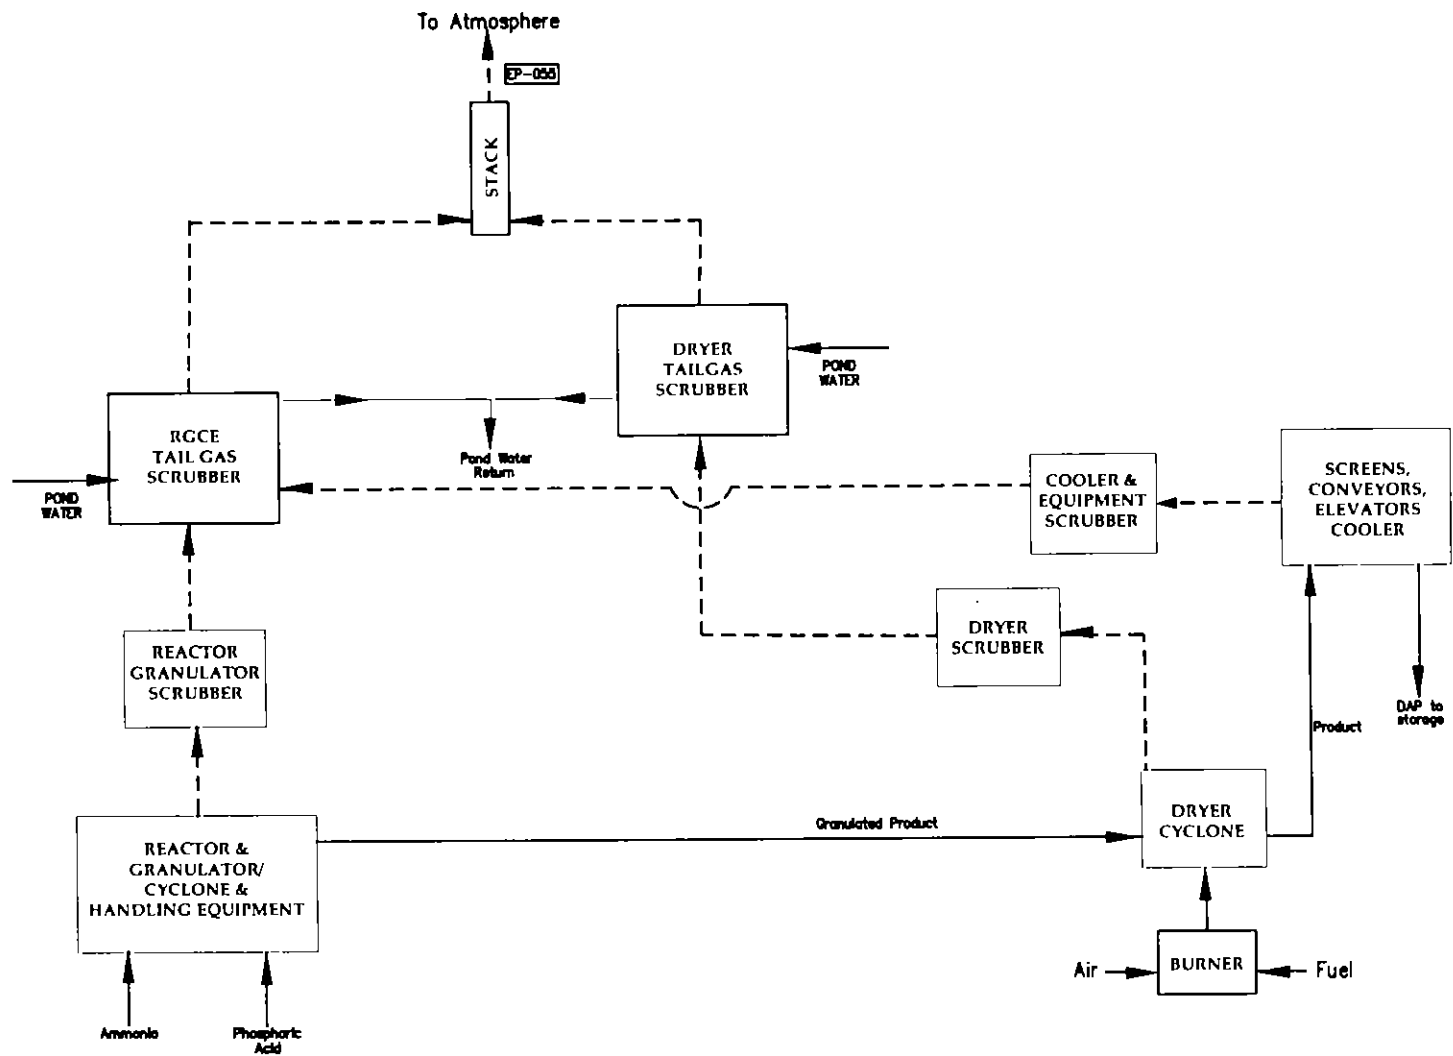 To Atmosphere
EP-055
STACK
DRYER
TAILGAS
SCRUBBER
POND
WATER
RGCE
TAIL GAS
SCRUBBER
POND
WATER
Pond Water
Return
COOLER &
EQUIPMENT
SCRUBBER
SCREENS,
CONVEYORS,
ELEVATORS
COOLER
REACTOR
GRANULATOR
SCRUBBER
DRYER
SCRUBBER
DAP to
storage
Product
Granulated Product
DRYER
CYCLONE
REACTOR &
GRANULATOR/
CYCLONE &
HANDLING EQUIPMENT
Air
BURNER
Fuel
Ammonia
Phosphoric
Acid